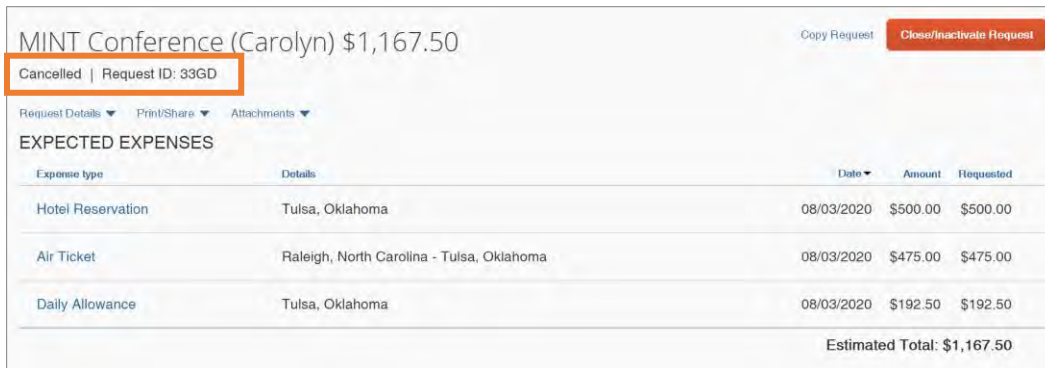 MINT Conference (Carolyn) $1,167.50 Copy Request Close/Inactivate Request
Cancelled | Request ID: 33GD
Request Details Print/Share Attachments
EXPECTED EXPENSES
Expense type Details Date Amount Requested
Hotel Reservation Tulsa, Oklahoma 08/03/2020 $500.00 $500.00
Air Ticket Raleigh, North Carolina - Tulsa, Oklahoma 08/03/2020 $475.00 $475.00
Daily Allowance Tulsa, Oklahoma 08/03/2020 $192.50 $192.50
Estimated Total: $1,167.50